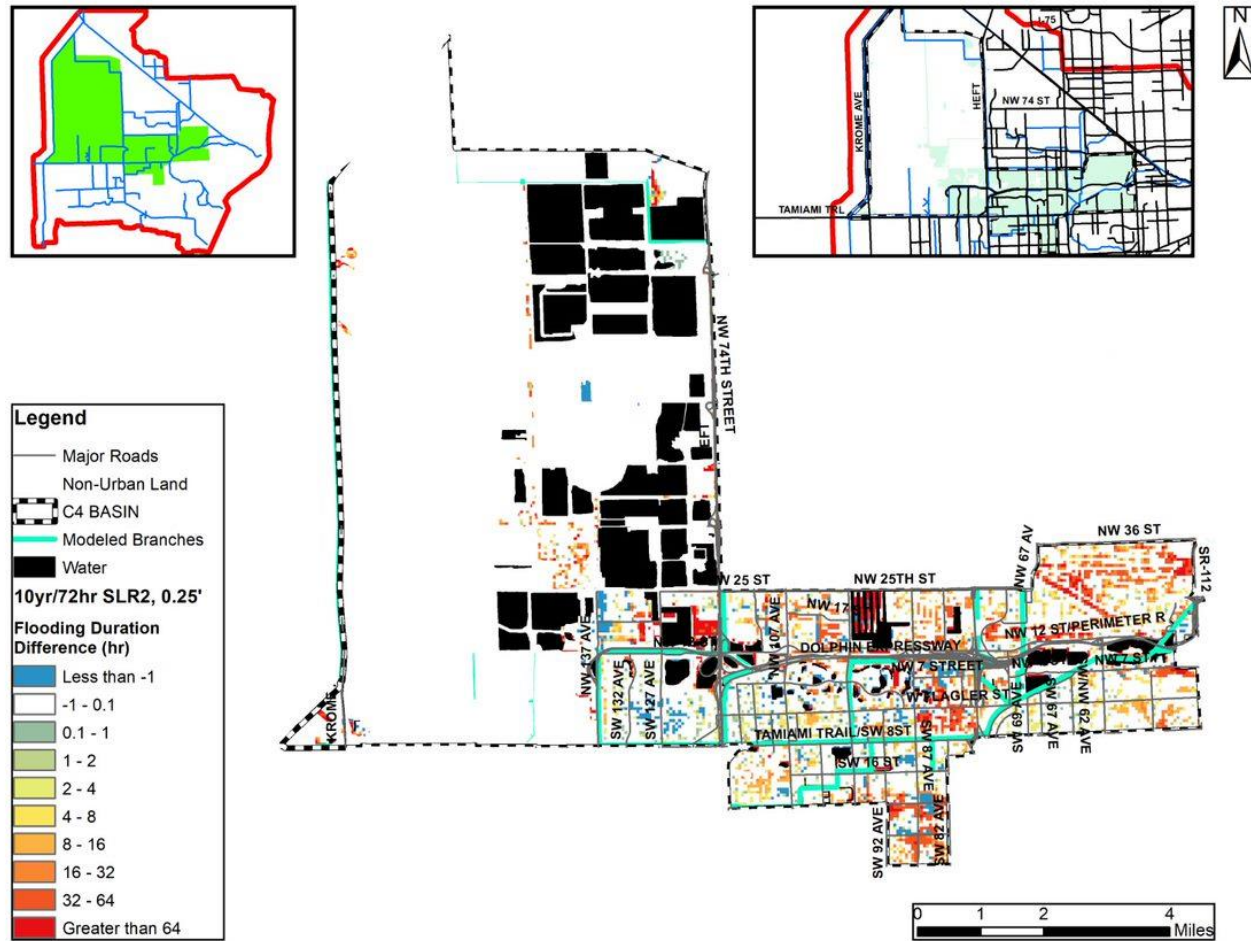 N
I-75
KROME AVE
HEFT
NW 74 ST
TAMIAMI TRL
NW 74TH STREET
Legend
Major Roads
Non-Urban Land
C4 BASIN
Modeled Branches
Water
10yr/72hr SLR2, 0.25'
Flooding Duration
Difference (hr)
Less than -1
-1 - 0.1
0.1 - 1
1 - 2
2 - 4
4 - 8
8 - 16
16 - 32
32 - 64
Greater than 64
KROME
NW 36 ST
NW 67 AV
SR-112
25 ST
NW 25TH ST
NW 137 AVE
NW 107 AVE
NW 12 ST/PERIMETER R
DOLPHIN EXPRESSWAY
NW 7 STREET
NW 7 ST
SW 132 AVE
SW 127 AVE
W FLAGLER ST
SW 69 AVE
SW 67 AVE
SW/NW 62 AVE
TAMIAMI TRAIL/SW 8ST
SW 87 AVE
SW 16 ST
SW 92 AVE
SW 82 AVE
0 1 2 4
Miles